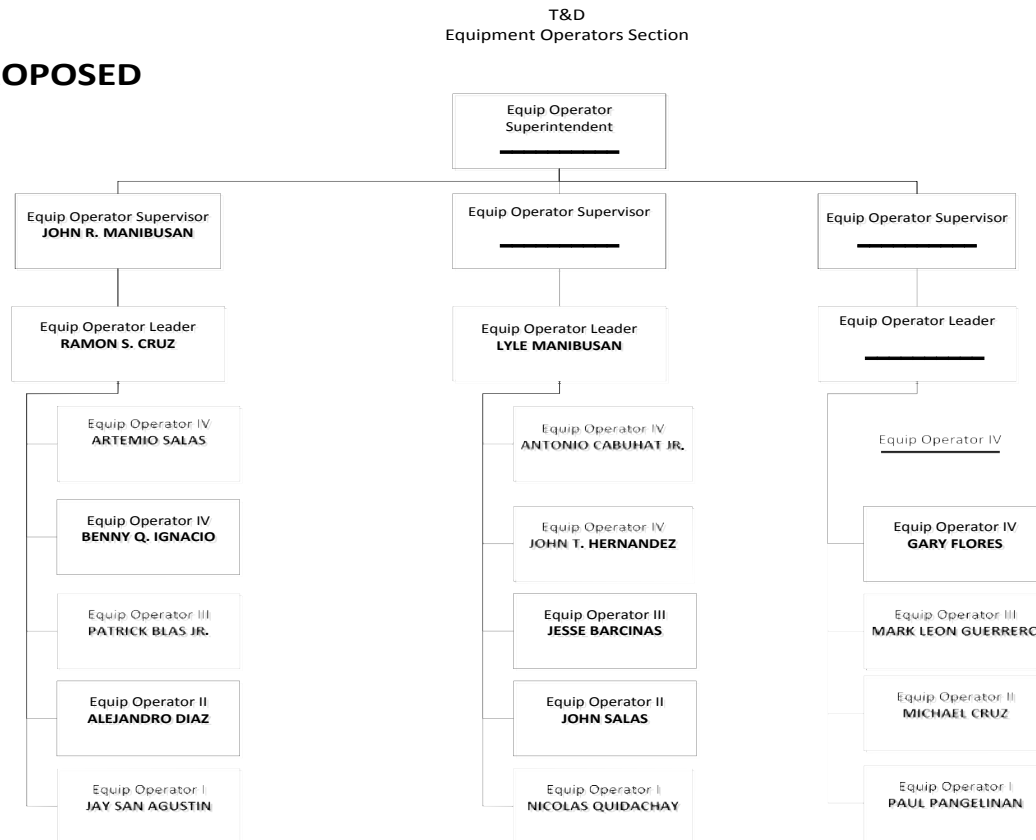 T&D
Equipment Operators Section
OPOSED
Equip Operator
Superintendent
Equip Operator Supervisor
JOHN R. MANIBUSAN
Equip Operator Supervisor
Equip Operator Supervisor
Equip Operator Leader
RAMON S. CRUZ
Equip Operator Leader
LYLE MANIBUSAN
Equip Operator Leader
Equip Operator IV
ARTEMIO SALAS
Equip Operator IV
BENNY Q. IGNACIO
Equip Operator III
PATRICK BLAS JR.
Equip Operator II
ALEJANDRO DIAZ
Equip Operator I
JAY SAN AGUSTIN
Equip Operator IV
ANTONIO CABUHAT JR.
Equip Operator IV
JOHN T. HERNANDEZ
Equip Operator III
JESSE BARCINAS
Equip Operator II
JOHN SALAS
Equip Operator I
NICOLAS QUIDACHAY
Equip Operator IV
Equip Operator IV
GARY FLORES
Equip Operator III
MARK LEON GUERRERO
Equip Operator II
MICHAEL CRUZ
Equip Operator I
PAUL PANGELINAN